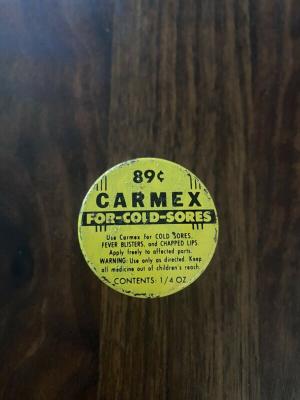 89¢
CARMEX
FOR-COLD-SORES
Use Carmex for COLD SORES,
FEVER BLISTERS, and CHAPPED LIPS.
Apply freely to affected parts.
WARNING: Use only as directed. Keep
all medicine out of children's reach.
CONTENTS: 1/4 OZ.